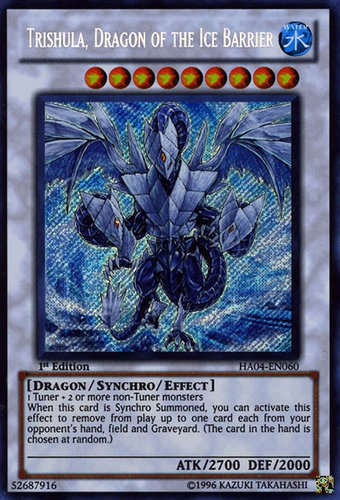 TRISHULA, DRAGON OF THE ICE BARRIER
WATER
水
1st Edition
HA04-EN060
[DRAGON/SYNCHRO/EFFECT]
1 Tuner + 2 or more non-Tuner monsters
When this card is Synchro Summoned, you can activate this
effect to remove from play up to one card each from your
opponent's hand, field and Graveyard. (The card in the hand is
chosen at random.)
ATK/2700 DEF/2000
52687916
©1996 KAZUKI TAKAHASHI